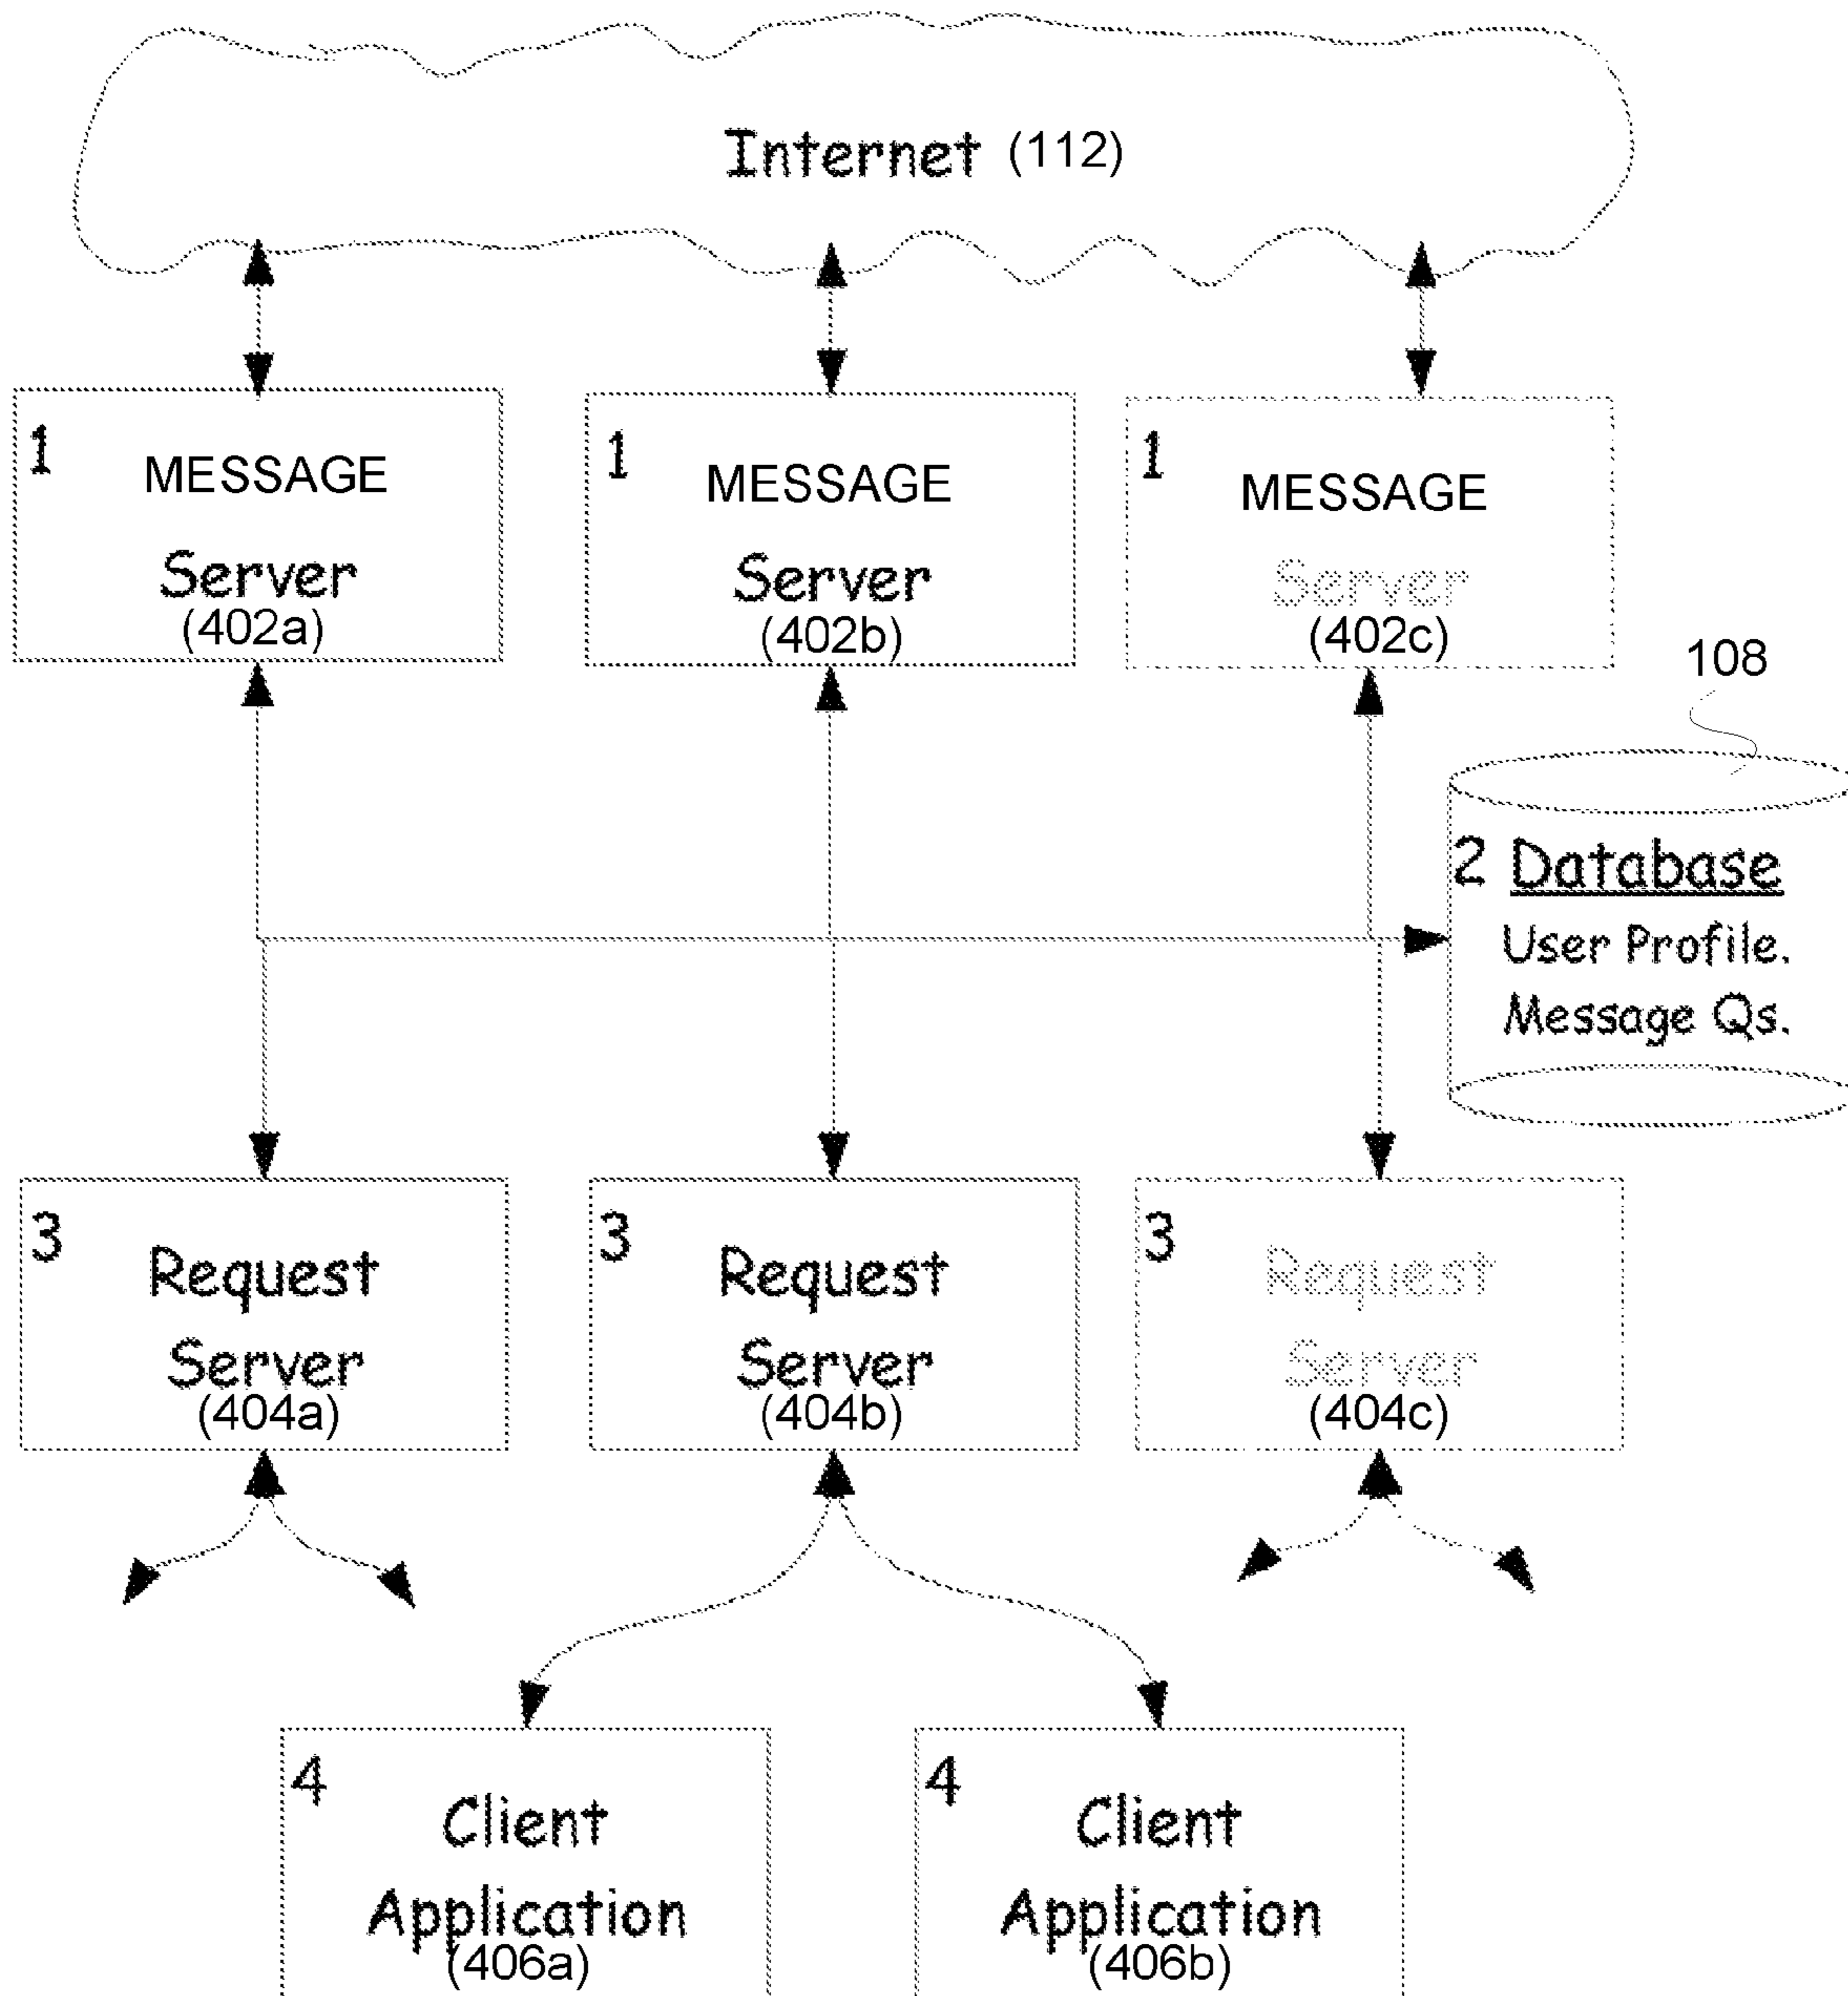 Internet (112)
1 MESSAGE
Server
(402a)
1 MESSAGE
Server
(402b)
1 MESSAGE
Server
(402c)
108
2 Database
User Profile.
Message Qs.
3 Request
Server
(404a)
3 Request
Server
(404b)
3 Request
Server
(404c)
4 Client
Application
(406a)
4 Client
Application
(406b)